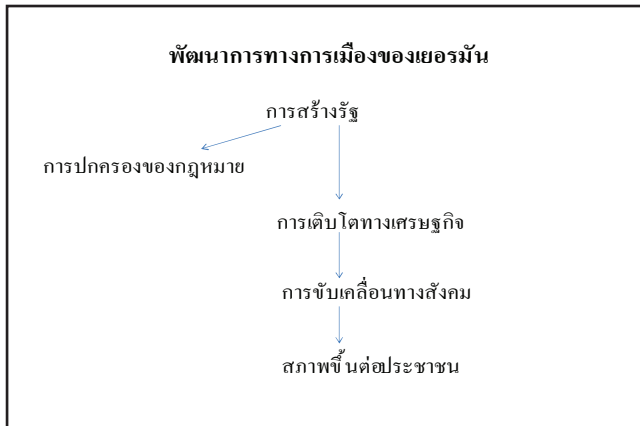 พัฒนาการทางการเมืองของเยอรมัน
การสร้างรัฐ
การปกครองของกฎหมาย
การเติบโตทางเศรษฐกิจ
การขับเคลื่อนทางสังคม
สภาพขึ้นต่อประชาชน